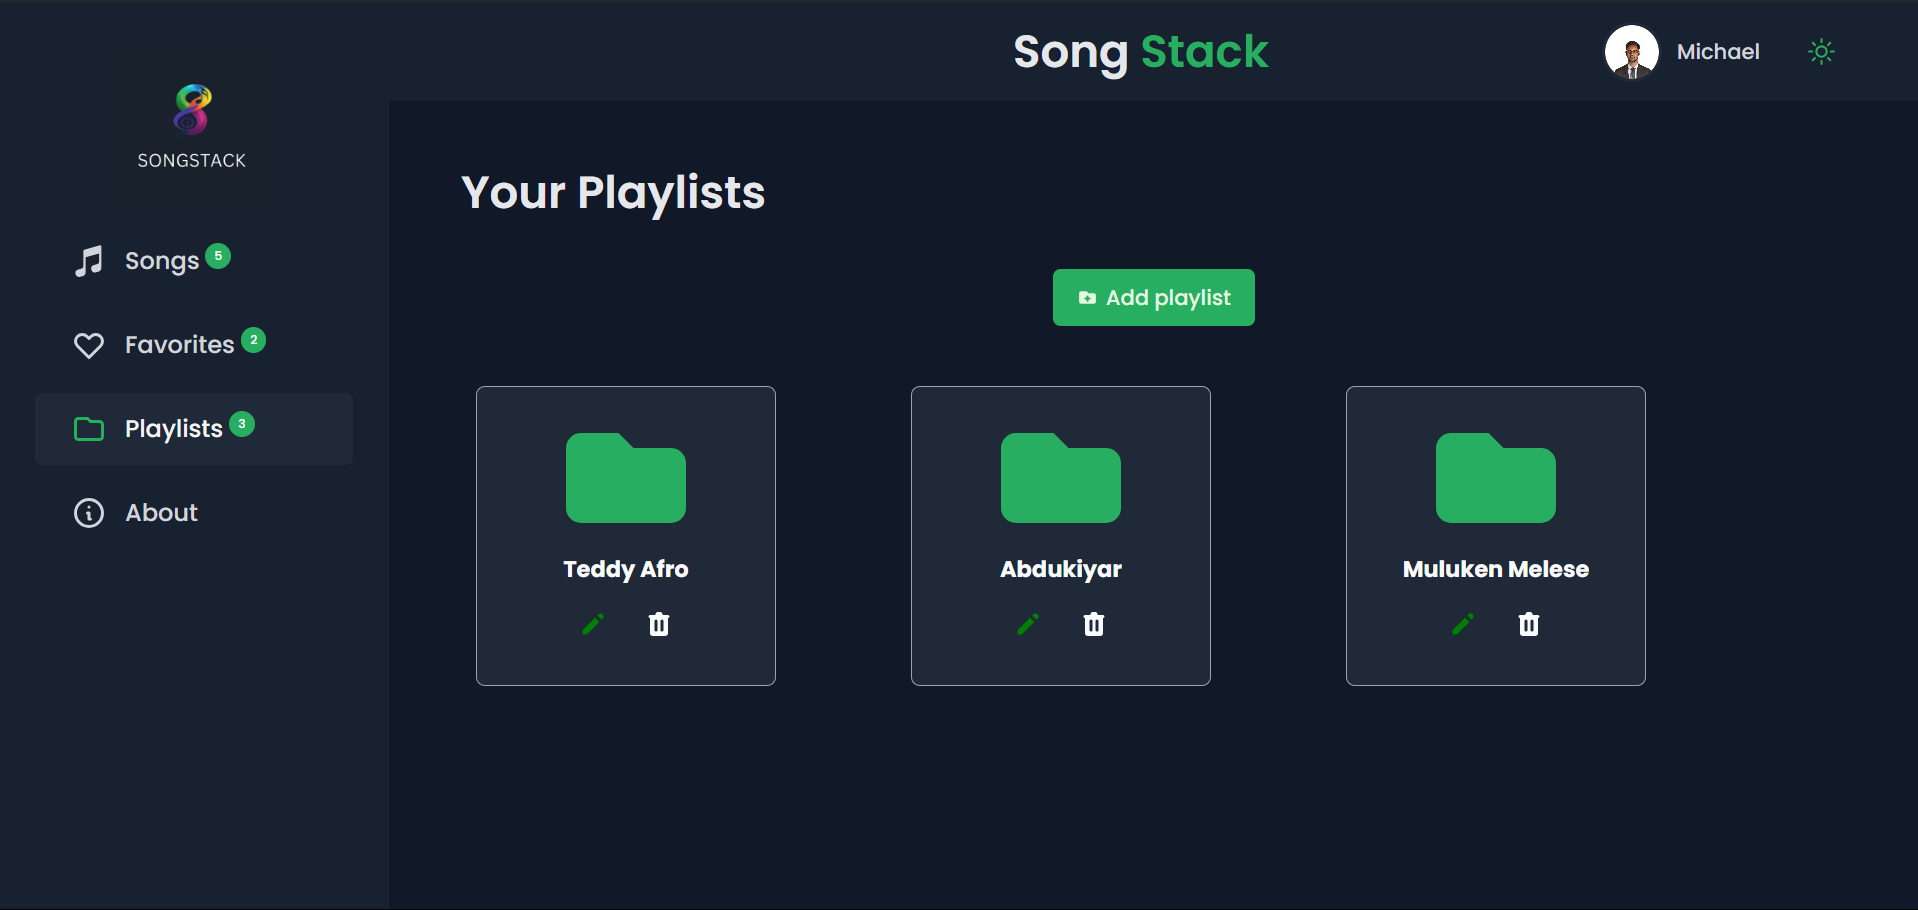 Song Stack
Michael
SONGSTACK
Songs 5
Favorites 2
Playlists 3
About
Your Playlists
Add playlist
Teddy Afro
Abdukiyar
Muluken Melese